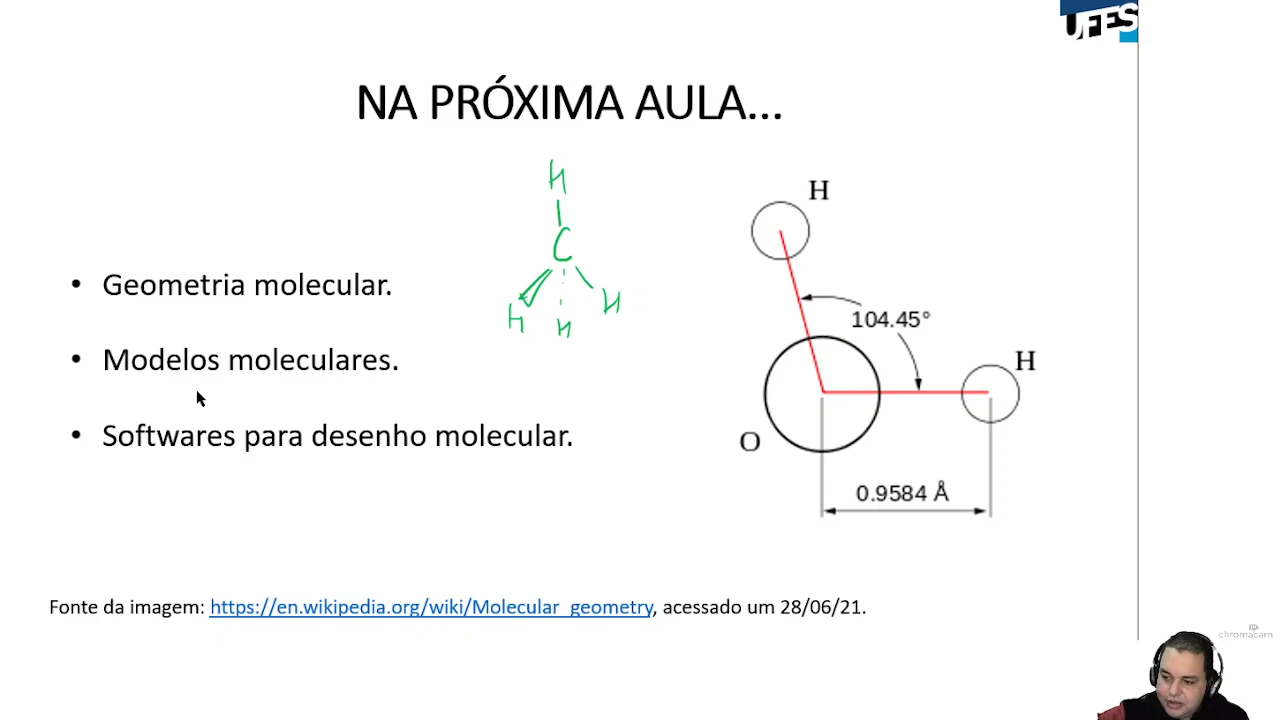 UFES
NA PRÓXIMA AULA...
H
C
H H H
• Geometria molecular.
• Modelos moleculares.
• Softwares para desenho molecular.
H
104.45°
H
O
0.9584 Å
Fonte da imagem: https://en.wikipedia.org/wiki/Molecular_geometry, acessado um 28/06/21.
chromacam